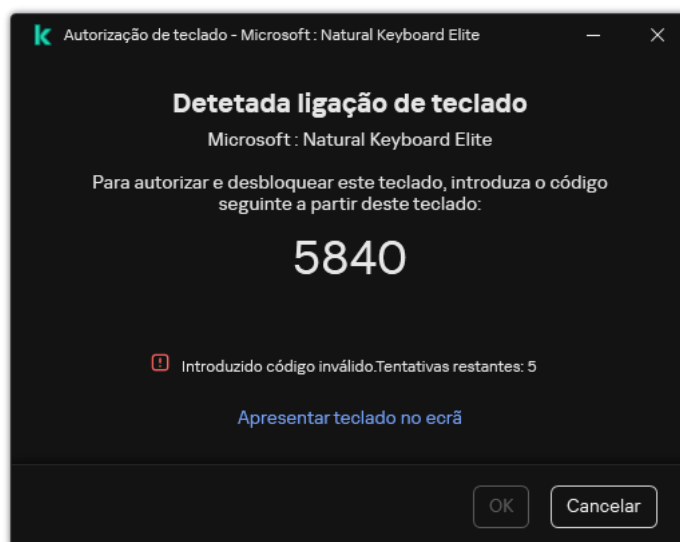 Autorização de teclado - Microsoft : Natural Keyboard Elite
Detetada ligação de teclado
Microsoft : Natural Keyboard Elite
Para autorizar e desbloquear este teclado, introduza o código
seguinte a partir deste teclado:
5840
Introduzido código inválido.Tentativas restantes: 5
Apresentar teclado no ecrã
OK
Cancelar